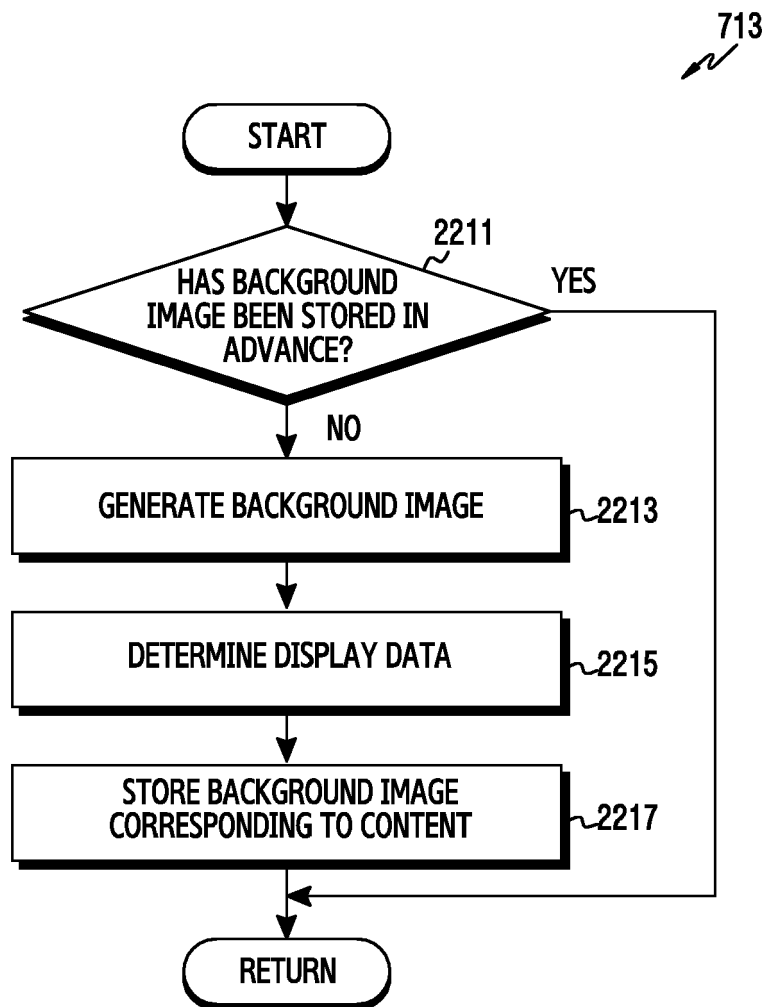 713
START
2211
HAS BACKGROUND
IMAGE BEEN STORED IN
ADVANCE?
YES
NO
GENERATE BACKGROUND IMAGE
2213
DETERMINE DISPLAY DATA
2215
STORE BACKGROUND IMAGE
CORRESPONDING TO CONTENT
2217
RETURN